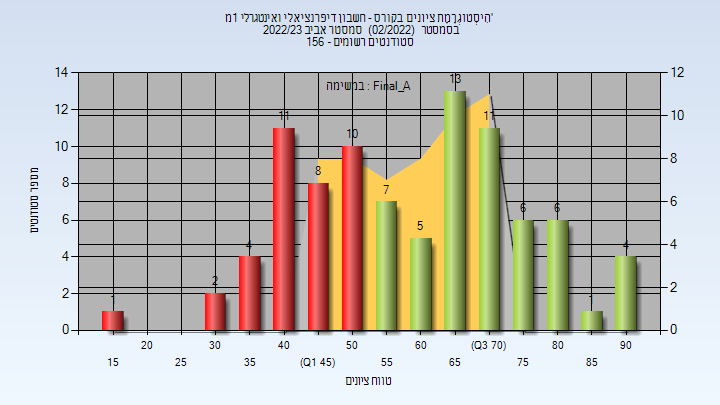 הִיסְטוֹגְרָמַת ציונים בקורס - חשבון דיפרנציאלי ואינטגרלי 1מ'
בסמסטר (02/2022) סמסטר אביב 2022/23
סטודנטים רשומים - 156
במשימה : Final_A
14 12 10 8 6 4 2 0
12 10 8 6 4 2 0
1 2 4 11 8 10 7 5 13 11 6 6 1 4
מספר סטודנטים
20 30 40 50 60 (Q3 70) 80 90
15 25 35 (Q1 45) 55 65 75 85
טווח ציונים